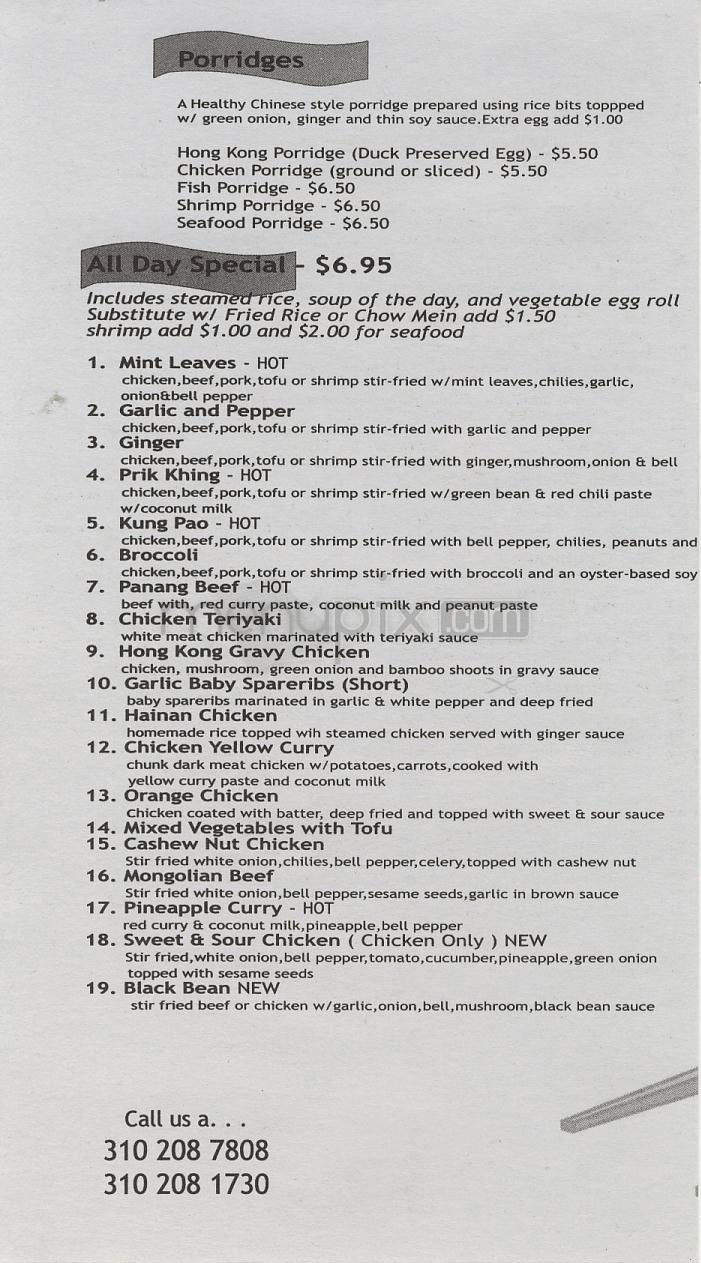 Porridges
A Healthy Chinese style porridge prepared using rice bits toppped
w/ green onion, ginger and thin soy sauce.Extra egg add $1.00
Hong Kong Porridge (Duck Preserved Egg) - $5.50
Chicken Porridge (ground or sliced) - $5.50
Fish Porridge - $6.50
Shrimp Porridge - $6.50
Seafood Porridge - $6.50
All Day Special - $6.95
Includes steamed rice, soup of the day, and vegetable egg roll
Substitute w/ Fried Rice or Chow Mein add $1.50
shrimp add $1.00 and $2.00 for seafood
1. Mint Leaves - HOT
chicken,beef,pork,tofu or shrimp stir-fried w/mint leaves,chilies,garlic,
onion&bell pepper
2. Garlic and Pepper
chicken,beef,pork,tofu or shrimp stir-fried with garlic and pepper
3. Ginger
chicken,beef,pork,tofu or shrimp stir-fried with ginger,mushroom,onion & bell
4. Prik Khing - HOT
chicken,beef,pork,tofu or shrimp stir-fried w/green bean & red chili paste
w/coconut milk
5. Kung Pao - HOT
chicken,beef,pork,tofu or shrimp stir-fried with bell pepper, chilies, peanuts and
6. Broccoli
chicken,beef,pork,tofu or shrimp stir-fried with broccoli and an oyster-based soy
7. Panang Beef - HOT
beef with, red curry paste, coconut milk and peanut paste
menupix.com
8. Chicken Teriyaki
white meat chicken marinated with teriyaki sauce
9. Hong Kong Gravy Chicken
chicken, mushroom, green onion and bamboo shoots in gravy sauce
10. Garlic Baby Spareribs (Short)
baby spareribs marinated in garlic & white pepper and deep fried
11. Hainan Chicken
homemade rice topped wih steamed chicken served with ginger sauce
12. Chicken Yellow Curry
chunk dark meat chicken w/potatoes,carrots,cooked with
yellow curry paste and coconut milk
13. Orange Chicken
Chicken coated with batter, deep fried and topped with sweet & sour sauce
14. Mixed Vegetables with Tofu
15. Cashew Nut Chicken
Stir fried white onion,chilies,bell pepper,celery,topped with cashew nut
16. Mongolian Beef
Stir fried white onion,bell pepper,sesame seeds,garlic in brown sauce
17. Pineapple Curry - HOT
red curry & coconut milk,pineapple,bell pepper
18. Sweet & Sour Chicken ( Chicken Only ) NEW
Stir fried,white onion,bell pepper,tomato,cucumber,pineapple,green onion
topped with sesame seeds
19. Black Bean NEW
stir fried beef or chicken w/garlic,onion,bell,mushroom,black bean sauce
Call us a. . .
310 208 7808
310 208 1730